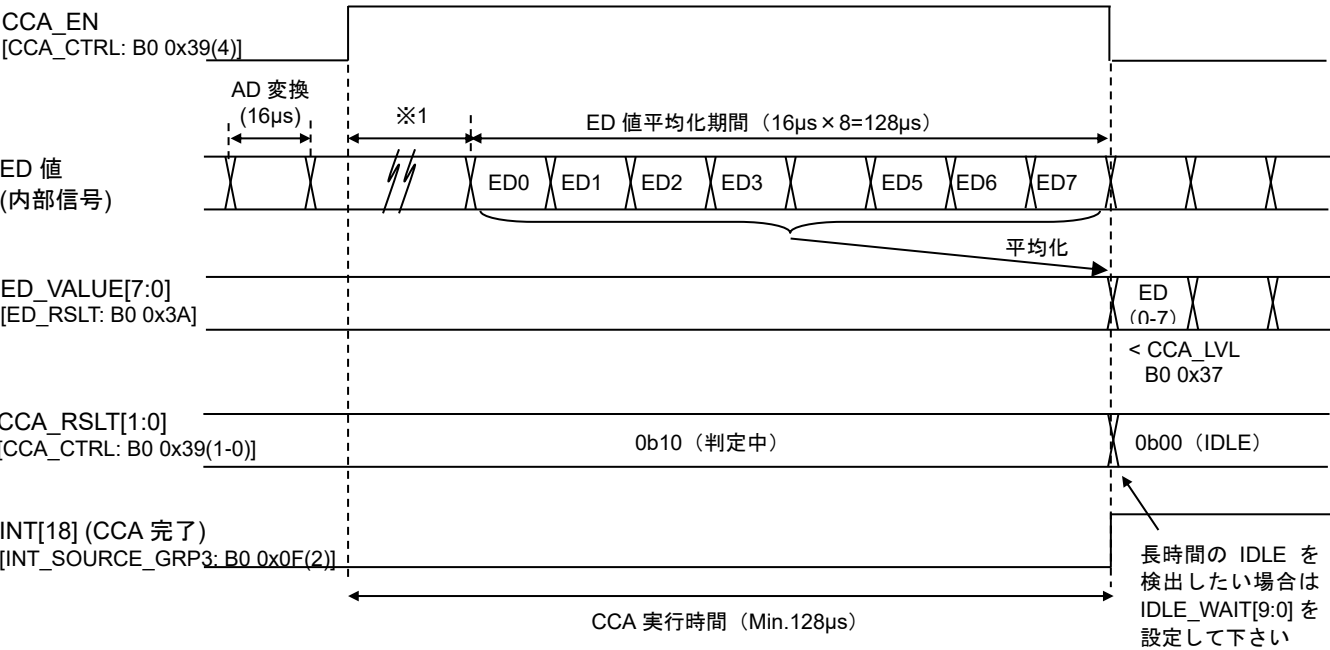 CCA_EN
[CCA_CTRL: B0 0x39(4)]
AD 変換
(16μs)
※1
ED 値平均化期間（16μs×8=128μs）
ED 値
(内部信号)
ED0
ED1
ED2
ED3
ED5
ED6
ED7
平均化
ED_VALUE[7:0]
[ED_RSLT: B0 0x3A]
ED
(0-7)
< CCA_LVL
B0 0x37
CCA_RSLT[1:0]
[CCA_CTRL: B0 0x39(1-0)]
0b10（判定中）
0b00（IDLE）
INT[18] (CCA 完了)
[INT_SOURCE_GRP3: B0 0x0F(2)]
長時間の IDLE を
検出したい場合は
IDLE_WAIT[9:0] を
設定して下さい
CCA 実行時間（Min.128μs）